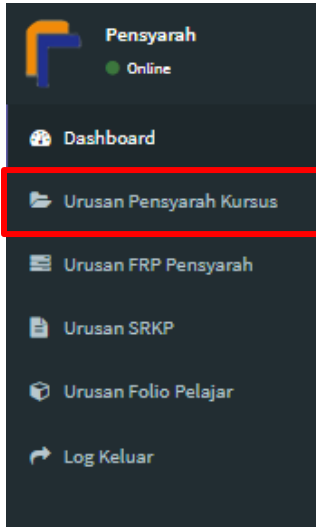 Pensyarah
Online
Dashboard
Urusan Pensyarah Kursus
Urusan FRP Pensyarah
Urusan SRKP
Urusan Folio Pelajar
Log Keluar